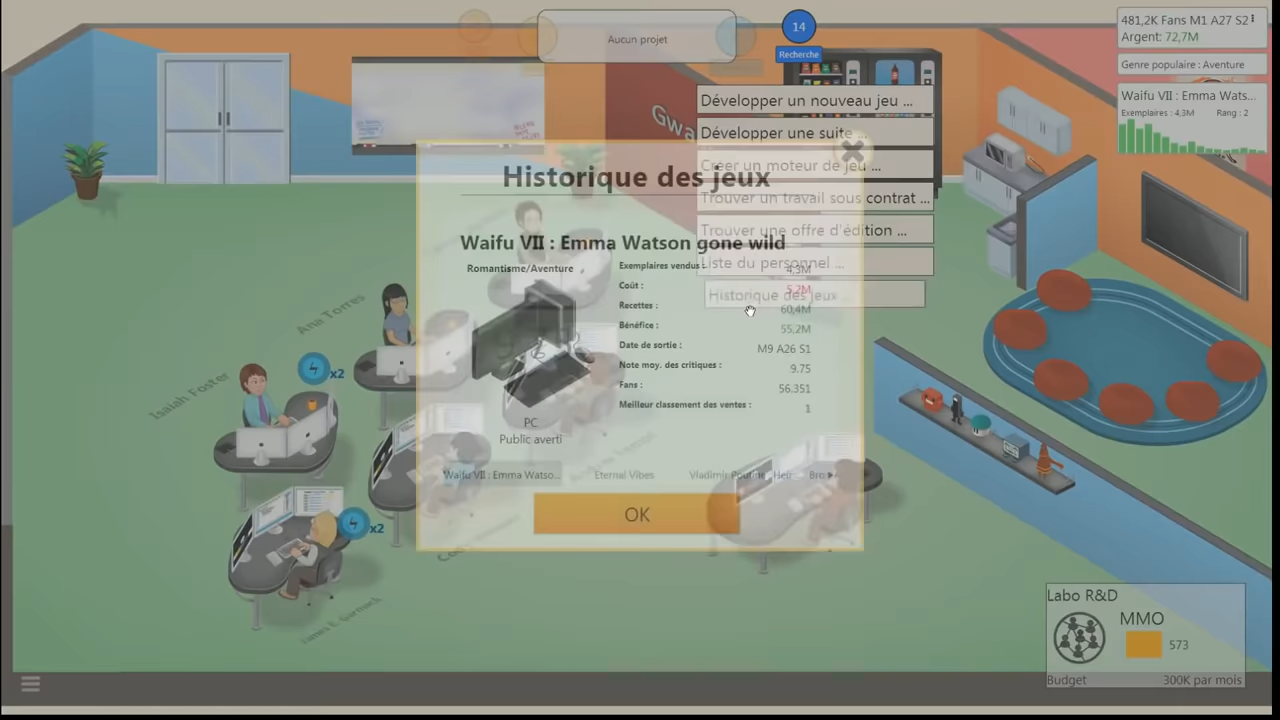 Aucun projet
14
Recherche
481,2K Fans M1 A27 S2
Argent: 72,7M
Genre populaire : Aventure
Waifu VII : Emma Wats...
Exemplaires : 4,3M Rang : 2
Développer un nouveau jeu ...
Développer une suite ...
Créer un moteur de jeu ...
Trouver un travail sous contrat ...
Trouver une offre d'édition ...
Liste du personnel ...
Historique des jeux ...
Historique des jeux
Waifu VII : Emma Watson gone wild
Romantisme/Aventure
Exemplaires vendus : 4,3M
Coût : 5,2M
Recettes : 60,4M
Bénéfice : 55,2M
Date de sortie : M9 A26 S1
Note moy. des critiques : 9.75
Fans : 56.351
Meilleur classement des ventes : 1
PC
Public averti
Waifu VII : Emma Watso... Eternal Vibes Vladimir Poutine
OK
Ana Torres
Isaiah Foster
x2
x2
Labo R&D
MMO
573
Budget 300K par mois